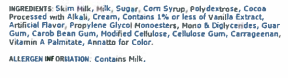 INGREDIENTS: Skim Milk, Milk, Sugar, Corn Syrup, Polydextrose, Cocoa
Processed with Alkali, Cream, Contains 1% or less of Vanilla Extract,
Artificial Flavor, Propylene Glycol Monoesters, Mono & Diglycerides, Guar
Gum, Carob Bean Gum, Modified Cellulose, Cellulose Gum, Carrageenan,
Vitamin A Palmitate, Annatto for Color.
ALLERGEN INFORMATION: Contains Milk.